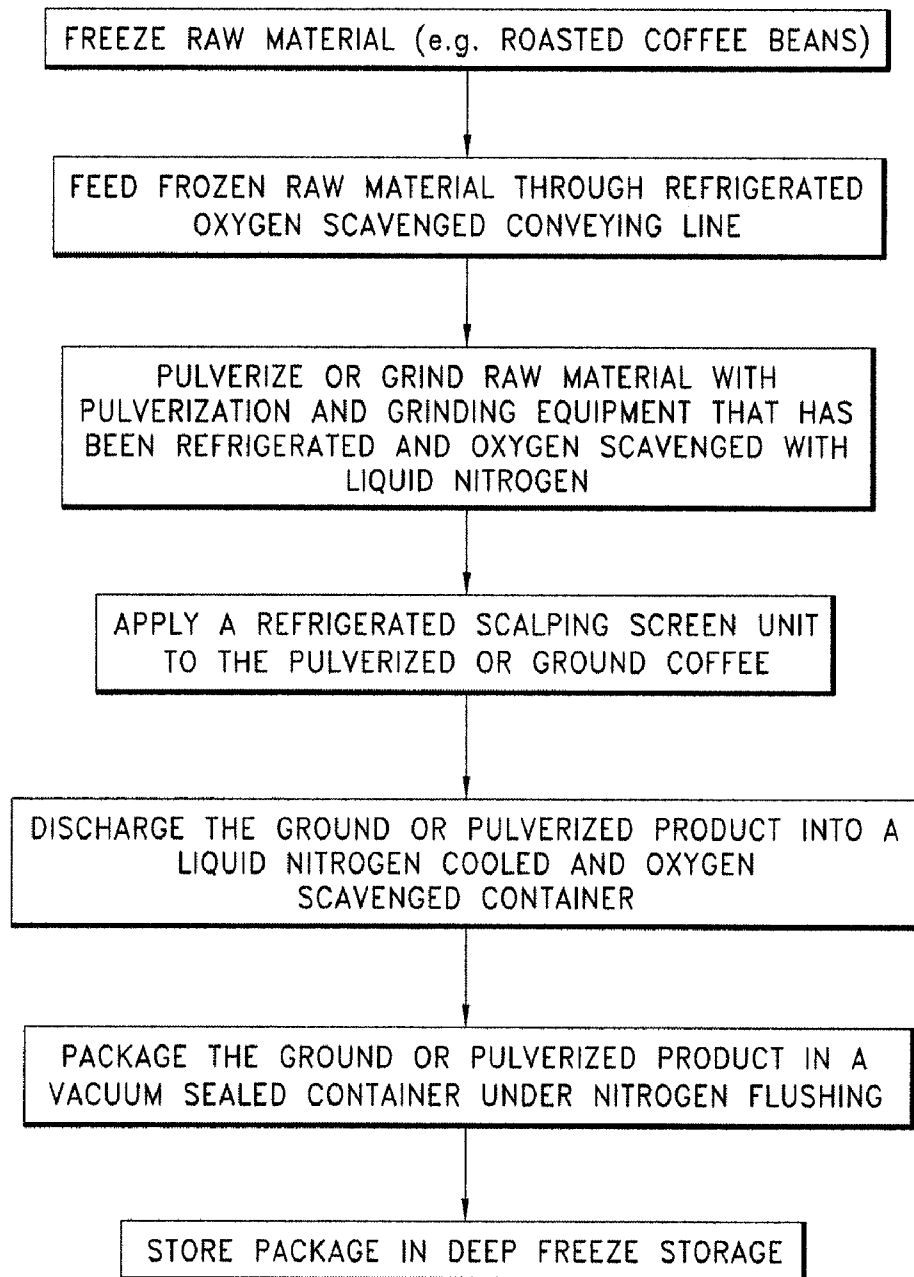 FREEZE RAW MATERIAL (e.g. ROASTED COFFEE BEANS)
FEED FROZEN RAW MATERIAL THROUGH REFRIGERATED
OXYGEN SCAVENGED CONVEYING LINE
PULVERIZE OR GRIND RAW MATERIAL WITH
PULVERIZATION AND GRINDING EQUIPMENT THAT HAS
BEEN REFRIGERATED AND OXYGEN SCAVENGED WITH
LIQUID NITROGEN
APPLY A REFRIGERATED SCALPING SCREEN UNIT
TO THE PULVERIZED OR GROUND COFFEE
DISCHARGE THE GROUND OR PULVERIZED PRODUCT INTO A
LIQUID NITROGEN COOLED AND OXYGEN
SCAVENGED CONTAINER
PACKAGE THE GROUND OR PULVERIZED PRODUCT IN A
VACUUM SEALED CONTAINER UNDER NITROGEN FLUSHING
STORE PACKAGE IN DEEP FREEZE STORAGE